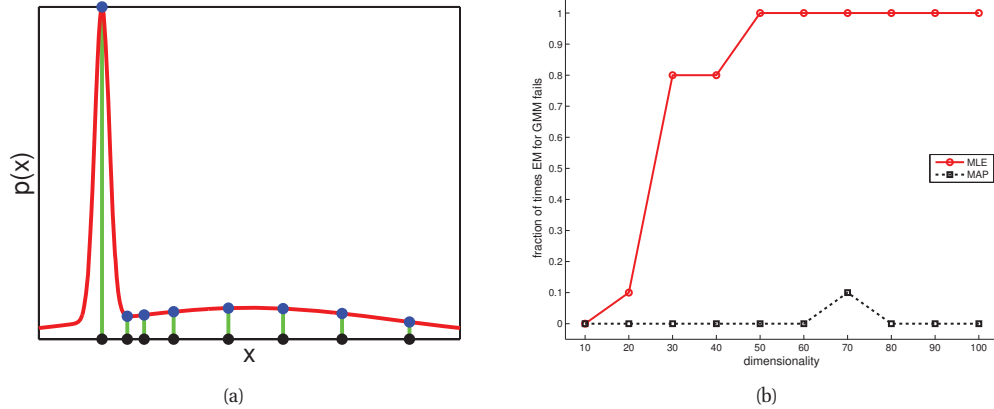 p(x)
x
(a)
fraction of times EM for GMM fails
1
0.9
0.8
0.7
0.6
0.5
0.4
0.3
0.2
0.1
0
10 20 30 40 50 60 70 80 90 100
dimensionality
MLE
MAP
(b)